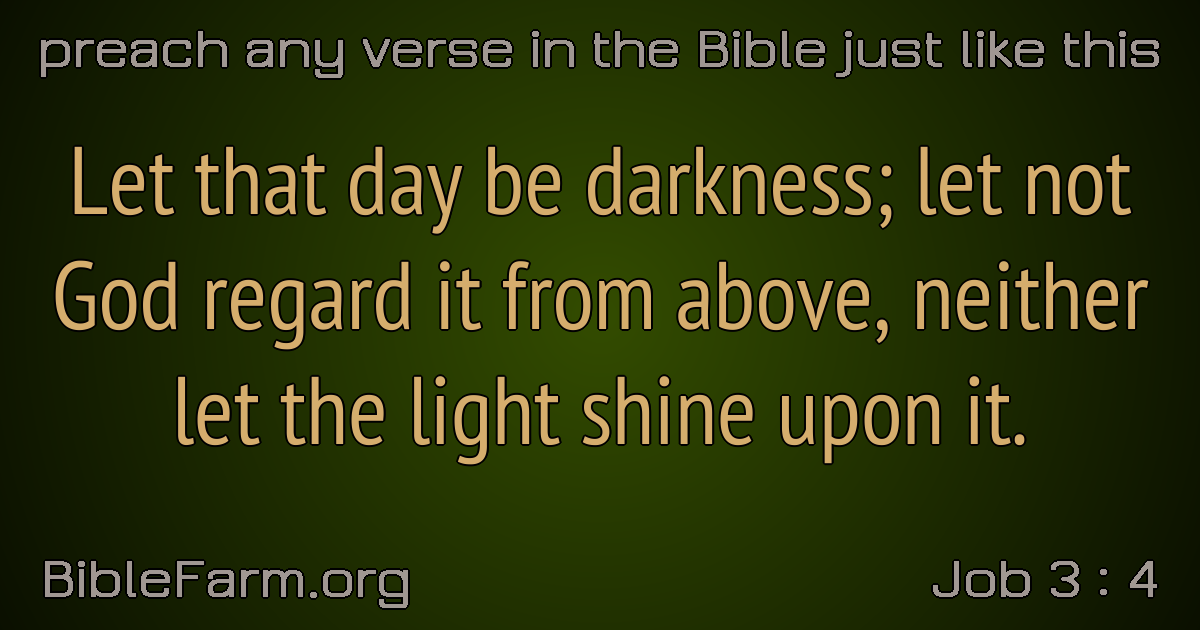 preach any verse in the Bible just like this
Let that day be darkness; let not
God regard it from above, neither
let the light shine upon it.
BibleFarm.org
Job 3 : 4